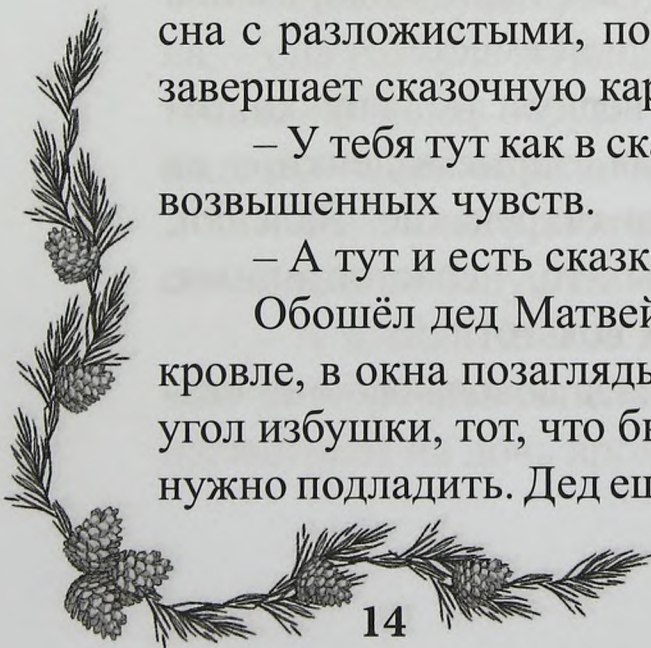 сна с разложистыми, по
завершает сказочную кар
– У тебя тут как в ска
возвышенных чувств.
– А тут и есть сказк
Обошёл дед Матвей
кровле, в окна позагляды
угол избушки, тот, что бы
нужно подладить. Дед ещ
14